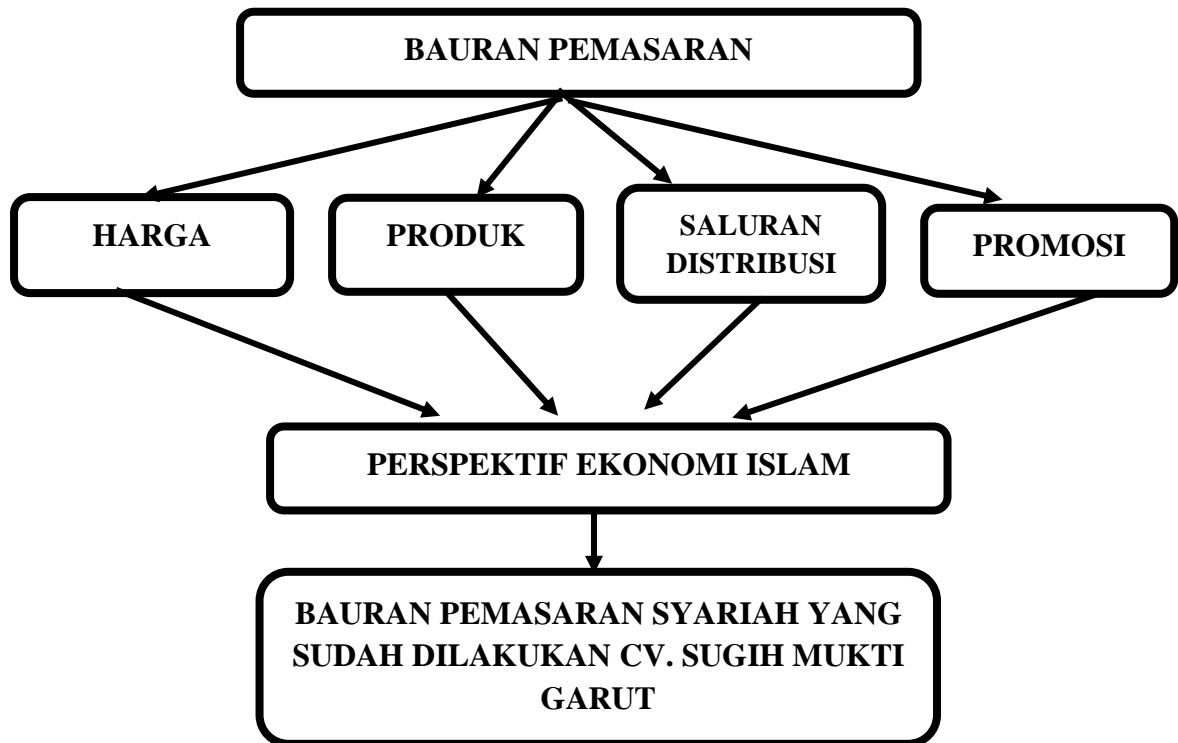 BAURAN PEMASARAN
HARGA
PRODUK
SALURAN
DISTRIBUSI
PROMOSI
PERSPEKTIF EKONOMI ISLAM
BAURAN PEMASARAN SYARIAH YANG
SUDAH DILAKUKAN CV. SUGIH MUKTI
GARUT